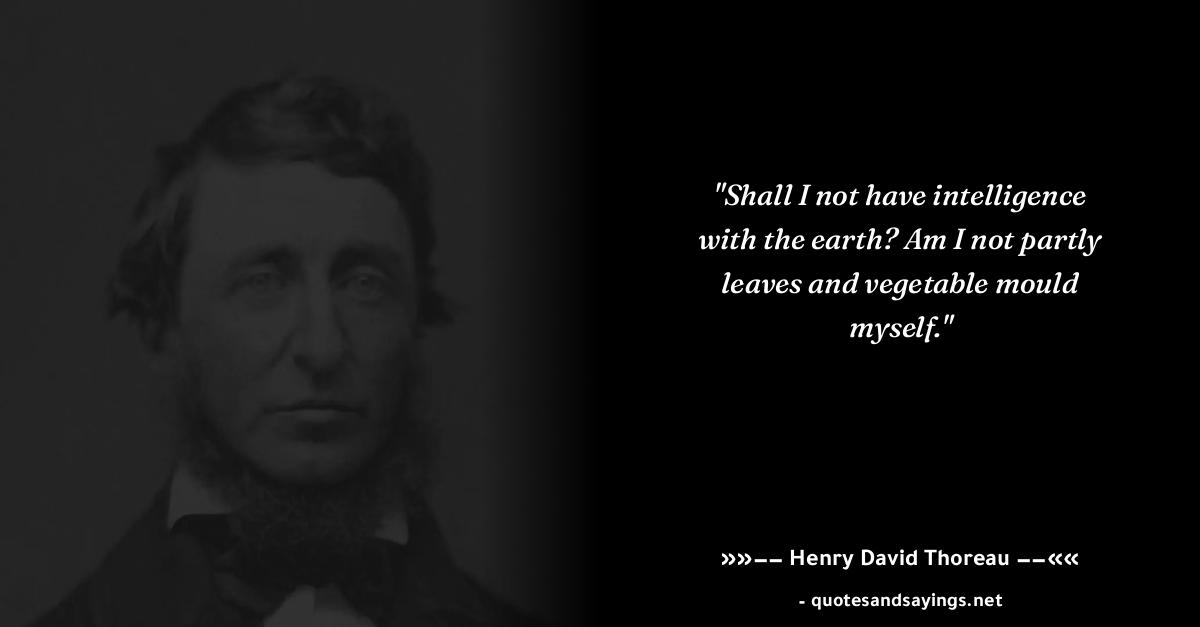 "Shall I not have intelligence
with the earth? Am I not partly
leaves and vegetable mould
myself."
»»–– Henry David Thoreau ––««
- quotesandsayings.net